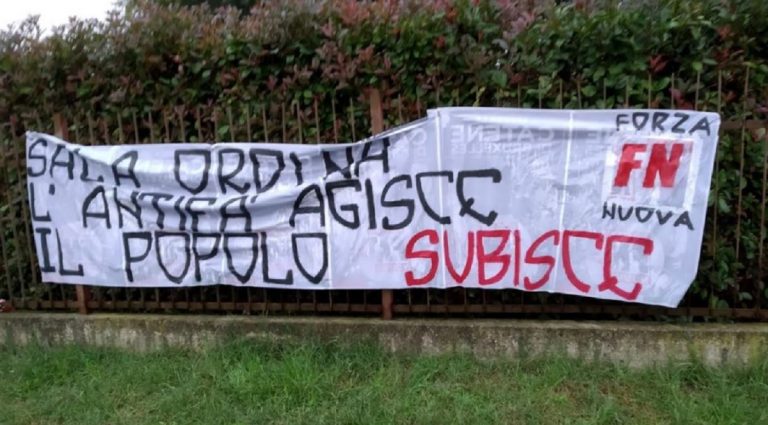 SALA ORDINA
L'ANTIFA' AGISCE
IL POPOLO SUBISCE
FORZA
FN
NUOVA